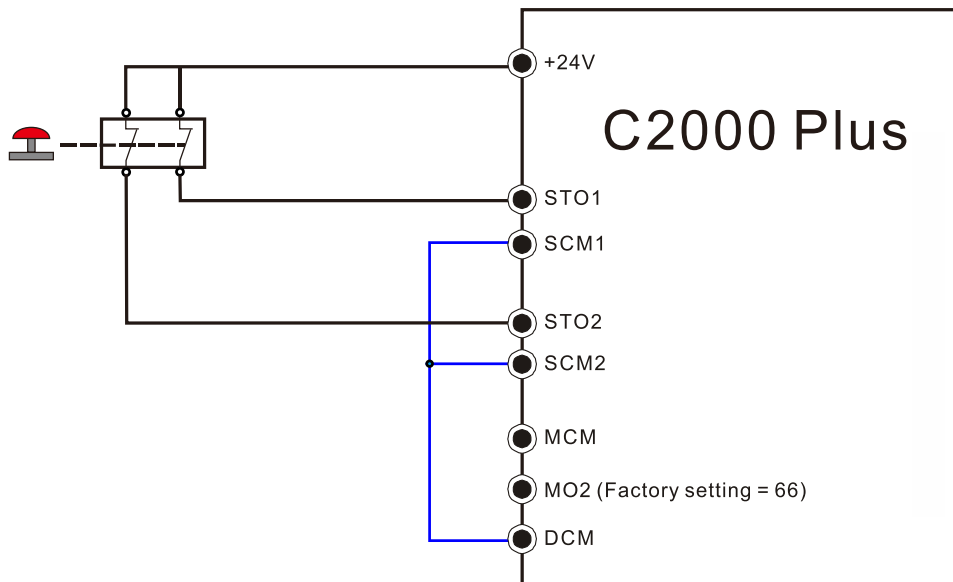 +24V
C2000 Plus
STO1
SCM1
STO2
SCM2
MCM
MO2 (Factory setting = 66)
DCM